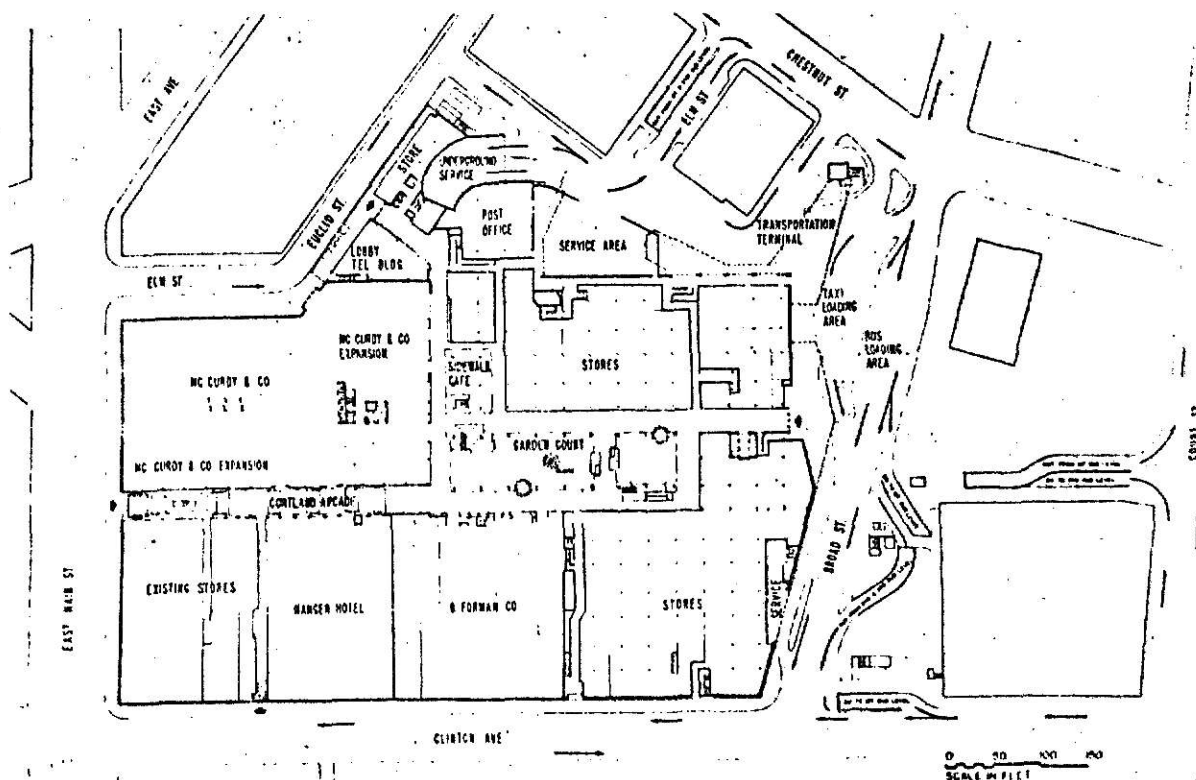 EAST AVE
CHESTNUT ST.
ELM ST.
STORE
UNDERGROUND
SERVICE
EUCLID ST.
POST
OFFICE
TRANSPORTATION
TERMINAL
SERVICE AREA
LOBBY
TEL BLDG
ELM ST.
TAXI
LOADING
AREA
BUS
LOADING
AREA
MC CURDY & CO
EXPANSION
SIDEWALK
CAFE
STORES
MC CURDY & CO
GARDEN COURT
MC CURDY & CO EXPANSION
CORTLAND ARCADE
BROAD ST.
EXISTING STORES
MANGER HOTEL
B FORMAN CO
STORES
SERVICE
EAST MAIN ST
CLINTON AVE
0 50 100 150
SCALE IN FEET